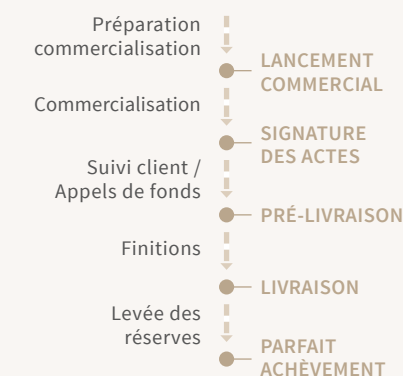 Préparation
commercialisation
LANCEMENT
COMMERCIAL
Commercialisation
SIGNATURE
DES ACTES
Suivi client /
Appels de fonds
PRÉ-LIVRAISON
Finitions
LIVRAISON
Levée des
réserves
PARFAIT
ACHÈVEMENT